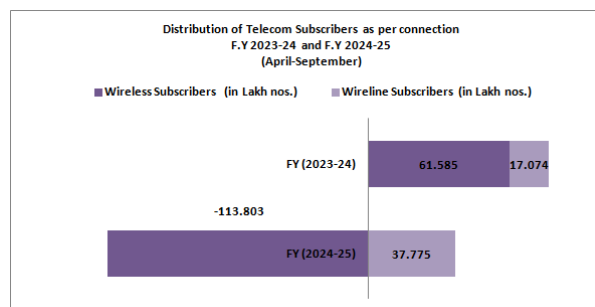 Distribution of Telecom Subscribers as per connection
F.Y 2023-24 and F.Y 2024-25
(April-September)
Wireless Subscribers (in Lakh nos.) Wireline Subscribers (in Lakh nos.)
FY (2023-24) 61.585 17.074
-113.803
FY (2024-25) 37.775